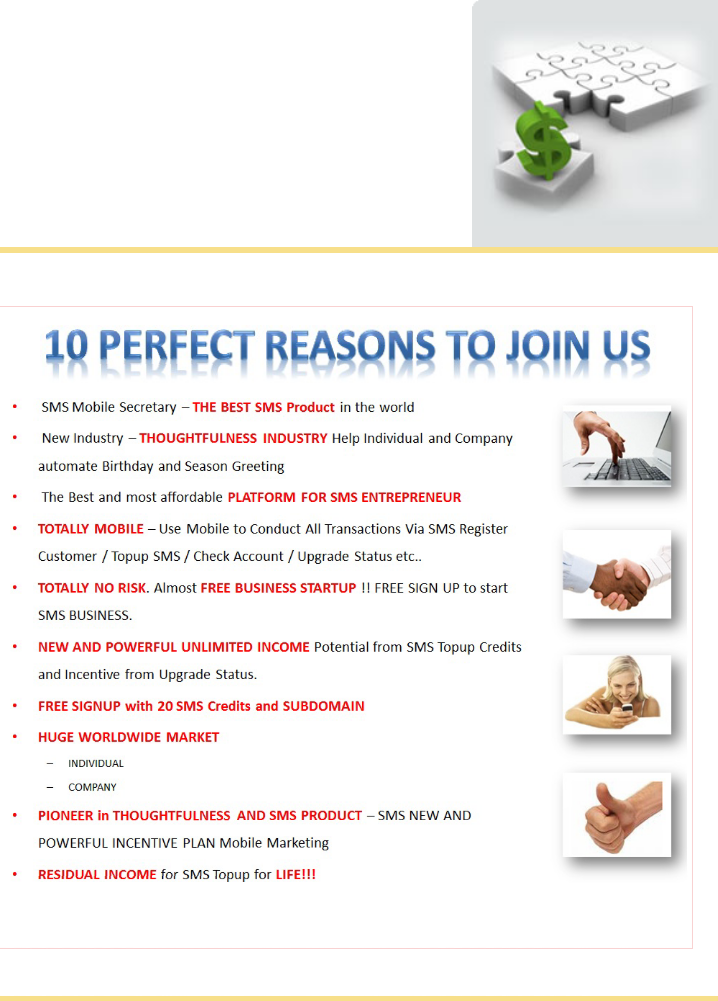 10 PERFECT REASONS TO JOIN US
• SMS Mobile Secretary – THE BEST SMS Product in the world
• New Industry – THOUGHTFULNESS INDUSTRY Help Individual and Company
automate Birthday and Season Greeting
• The Best and most affordable PLATFORM FOR SMS ENTREPRENEUR
• TOTALLY MOBILE – Use Mobile to Conduct All Transactions Via SMS Register
Customer / Topup SMS / Check Account / Upgrade Status etc..
• TOTALLY NO RISK. Almost FREE BUSINESS STARTUP !! FREE SIGN UP to start
SMS BUSINESS.
• NEW AND POWERFUL UNLIMITED INCOME Potential from SMS Topup Credits
and Incentive from Upgrade Status.
• FREE SIGNUP with 20 SMS Credits and SUBDOMAIN
• HUGE WORLDWIDE MARKET
– INDIVIDUAL
– COMPANY
• PIONEER in THOUGHTFULNESS AND SMS PRODUCT – SMS NEW AND
POWERFUL INCENTIVE PLAN Mobile Marketing
• RESIDUAL INCOME for SMS Topup for LIFE!!!